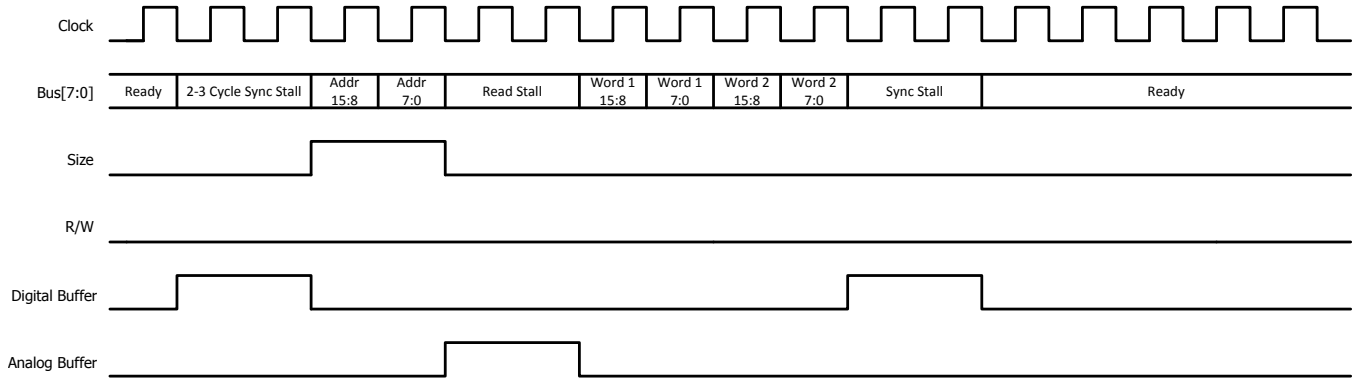 Clock
Bus[7:0]
Ready
2-3 Cycle Sync Stall
Addr
15:8
Addr
7:0
Read Stall
Word 1
15:8
Word 1
7:0
Word 2
15:8
Word 2
7:0
Sync Stall
Ready
Size
R/W
Digital Buffer
Analog Buffer